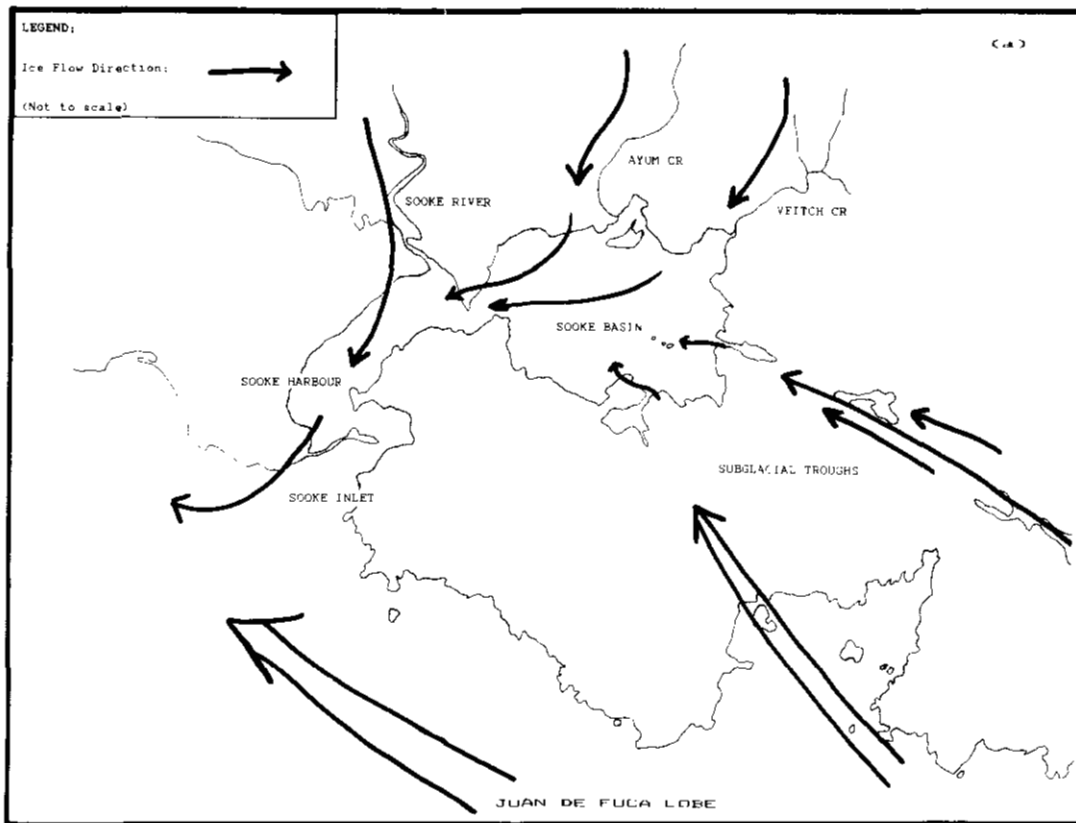 LEGEND:
Ice Flow Direction:
(Not to scale)
(a)
AYUM CR
SOOKE RIVER
VEITCH CR
SOOKE BASIN
SOOKE HARBOUR
SUBGLACIAL TROUGHS
SOOKE INLET
JUAN DE FUCA LOBE